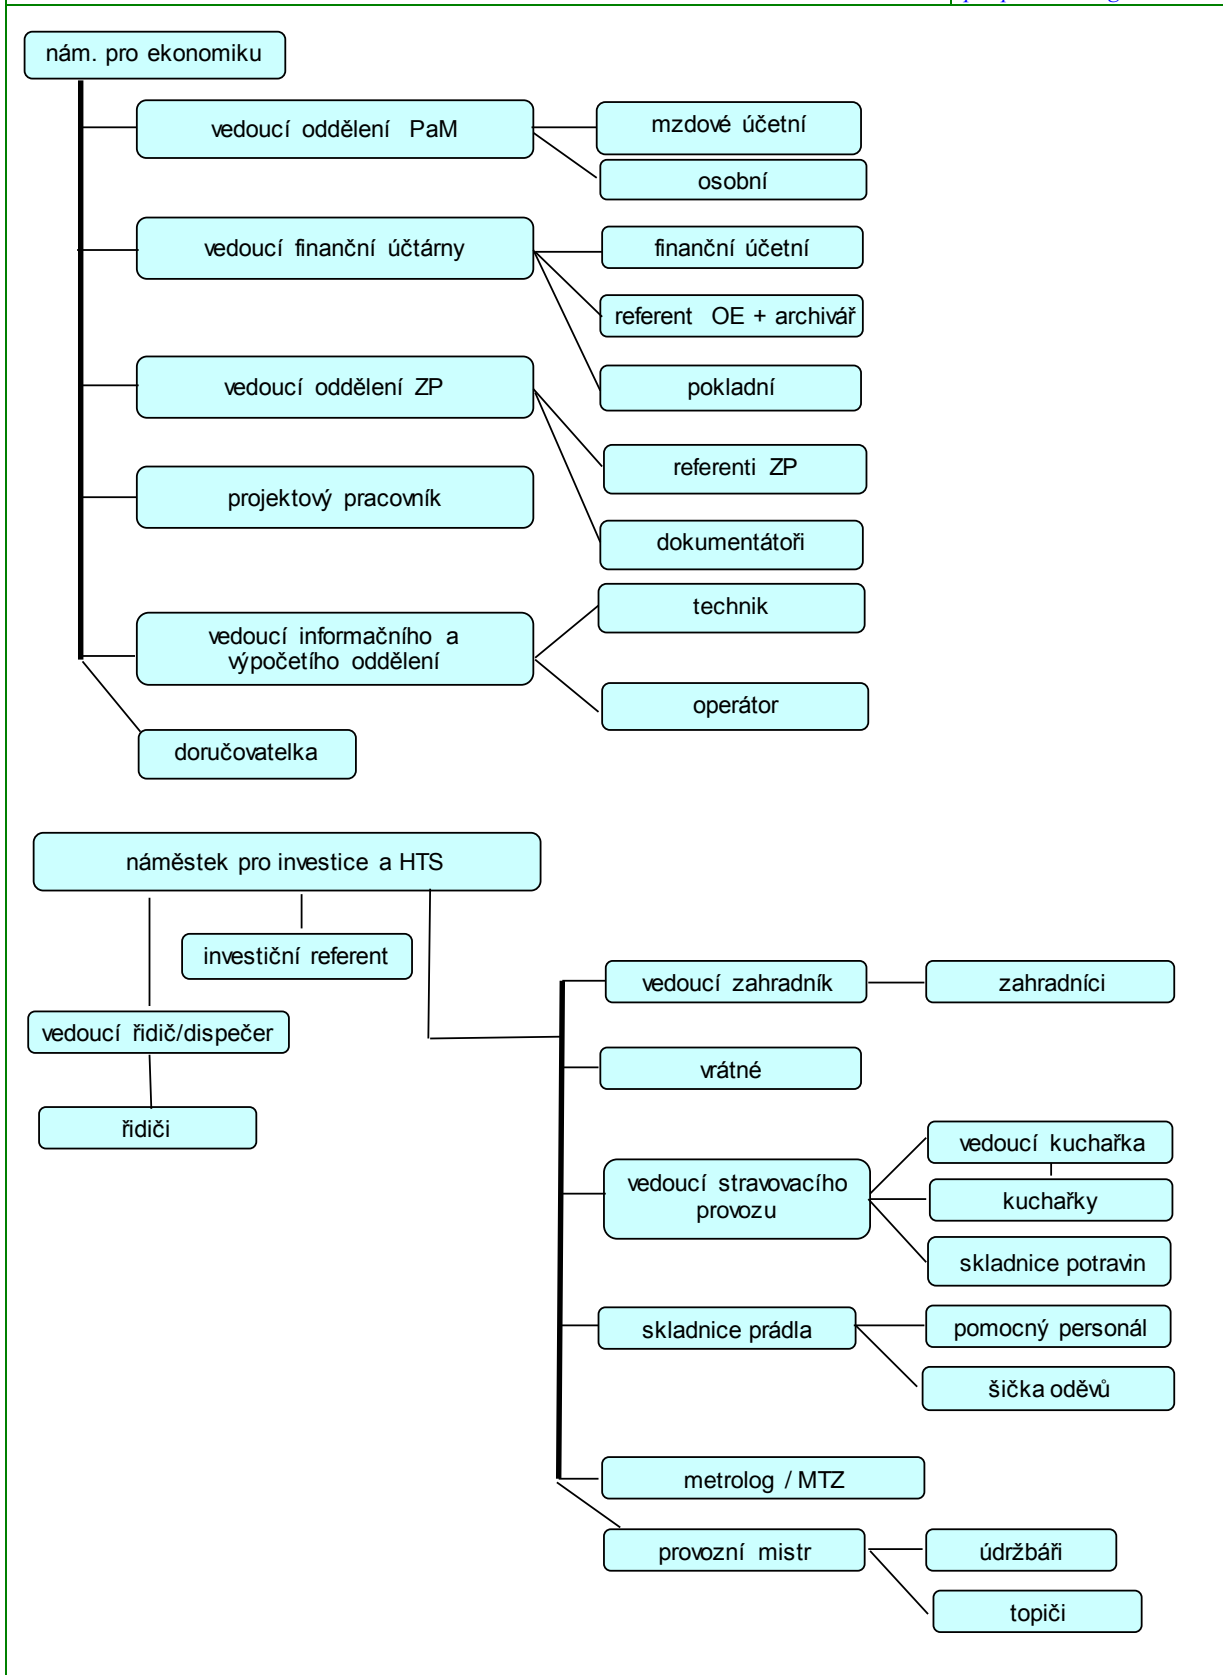 nám. pro ekonomiku
vedoucí oddělení PaM
mzdové účetní
osobní
vedoucí finanční účtárny
finanční účetní
referent OE + archivář
pokladní
vedoucí oddělení ZP
referenti ZP
dokumentátoři
projektový pracovník
vedoucí informačního a
výpočetího oddělení
technik
operátor
doručovatelka
náměstek pro investice a HTS
investiční referent
vedoucí řidič/dispečer
řidiči
vedoucí zahradník
zahradníci
vrátné
vedoucí stravovacího
provozu
vedoucí kuchařka
kuchařky
skladnice potravin
skladnice prádla
pomocný personál
šička oděvů
metrolog / MTZ
provozní mistr
údržbáři
topiči